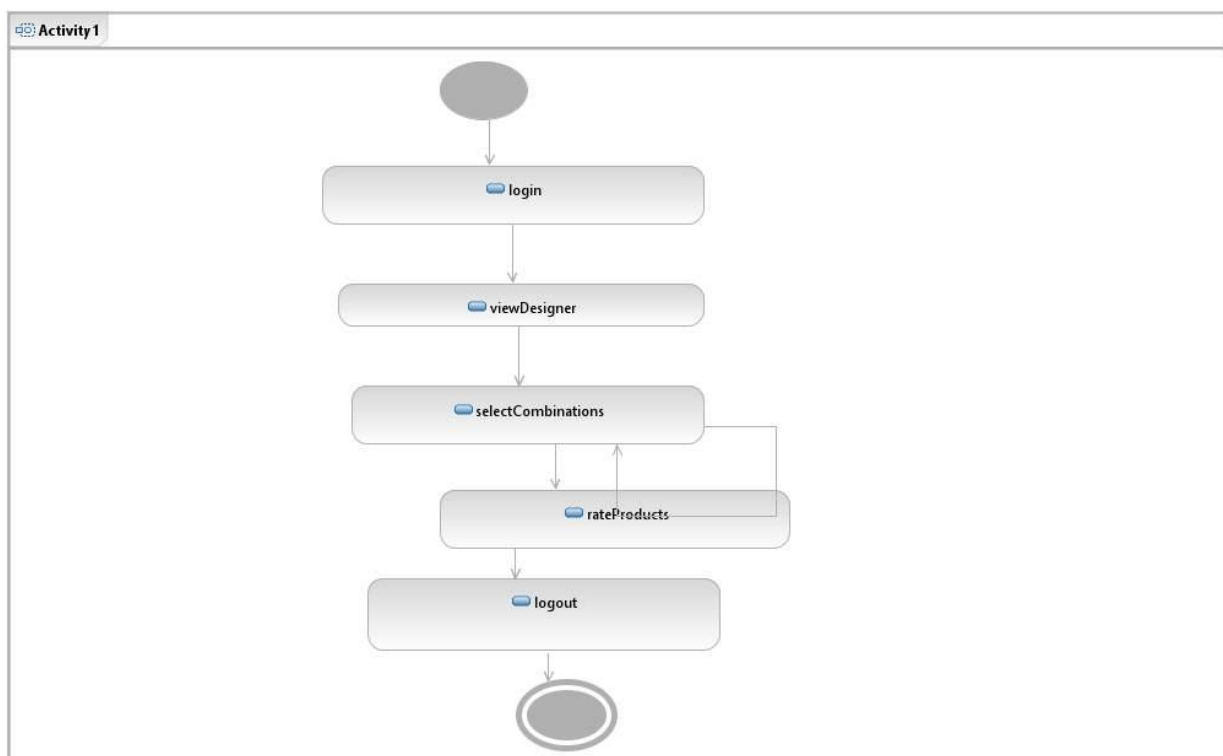 Activity1
login
viewDesigner
selectCombinations
rateProducts
logout